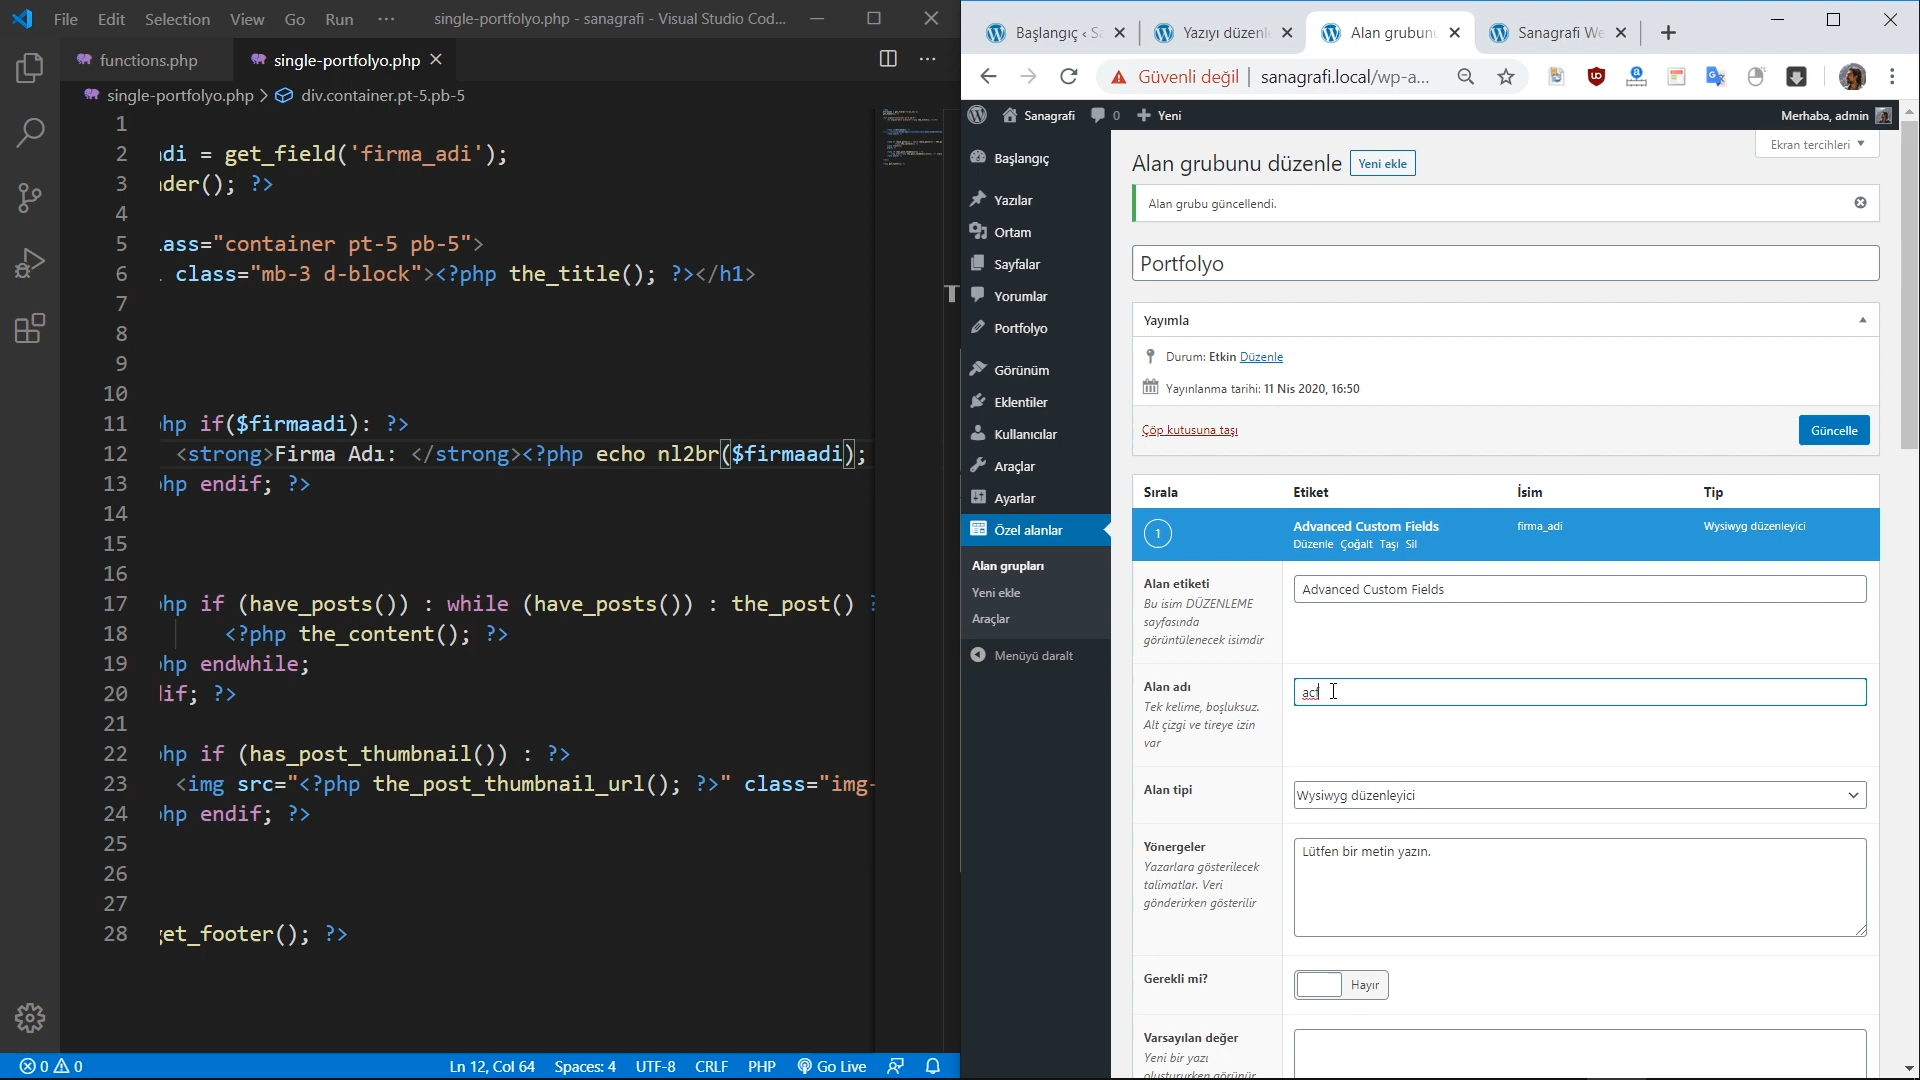 File Edit Selection View Go Run ··· single-portfolyo.php - sanagrafi - Visual Studio Cod...
functions.php single-portfolyo.php
single-portfolyo.php > div.container.pt-5.pb-5
1
2 ıdi = get_field('firma_adi');
3 ıder(); ?>
4
5 .ass="container pt-5 pb-5">
6 class="mb-3 d-block"><?php the_title(); ?></h1>
7
8
9
10
11 hp if($firmaadi): ?>
12 <strong>Firma Adı: </strong><?php echo nl2br($firmaadi);
13 hp endif; ?>
14
15
16
17 hp if (have_posts()) : while (have_posts()) : the_post() ?
18 <?php the_content(); ?>
19 hp endwhile;
20 lif; ?>
21
22 hp if (has_post_thumbnail()) : ?>
23 <img src="<?php the_post_thumbnail_url(); ?>" class="img-
24 hp endif; ?>
25
26
27
28 get_footer(); ?>
0 0 Ln 12, Col 64 Spaces: 4 UTF-8 CRLF PHP Go Live
Başlangıç ‹ Sa Yazıyı düzenle Alan grubunu Sanagrafi We
Güvenli değil | sanagrafi.local/wp-a...
Sanagrafi 0 Yeni Merhaba, admin
Başlangıç
Yazılar
Ortam
Sayfalar
Yorumlar
Portfolyo
Görünüm
Eklentiler
Kullanıcılar
Araçlar
Ayarlar
Özel alanlar
Alan grupları
Yeni ekle
Araçlar
Menüyü daralt
Ekran tercihleri
Alan grubunu düzenle Yeni ekle
Alan grubu güncellendi.
Portfolyo
Yayımla
Durum: Etkin Düzenle
Yayınlanma tarihi: 11 Nis 2020, 16:50
Çöp kutusuna taşı Güncelle
Sırala Etiket İsim Tip
1 Advanced Custom Fields firma_adi Wysiwyg düzenleyici
Düzenle Çoğalt Taşı Sil
Alan etiketi
Bu isim DÜZENLEME
sayfasında
görüntülenecek isimdir
Advanced Custom Fields
Alan adı
Tek kelime, boşluksuz.
Alt çizgi ve tireye izin
var
acf
Alan tipi
Wysiwyg düzenleyici
Yönergeler
Yazarlara gösterilecek
talimatlar. Veri
gönderirken gösterilir
Lütfen bir metin yazın.
Gerekli mi?
Hayır
Varsayılan değer
Yeni bir yazı
oluştururken görünür